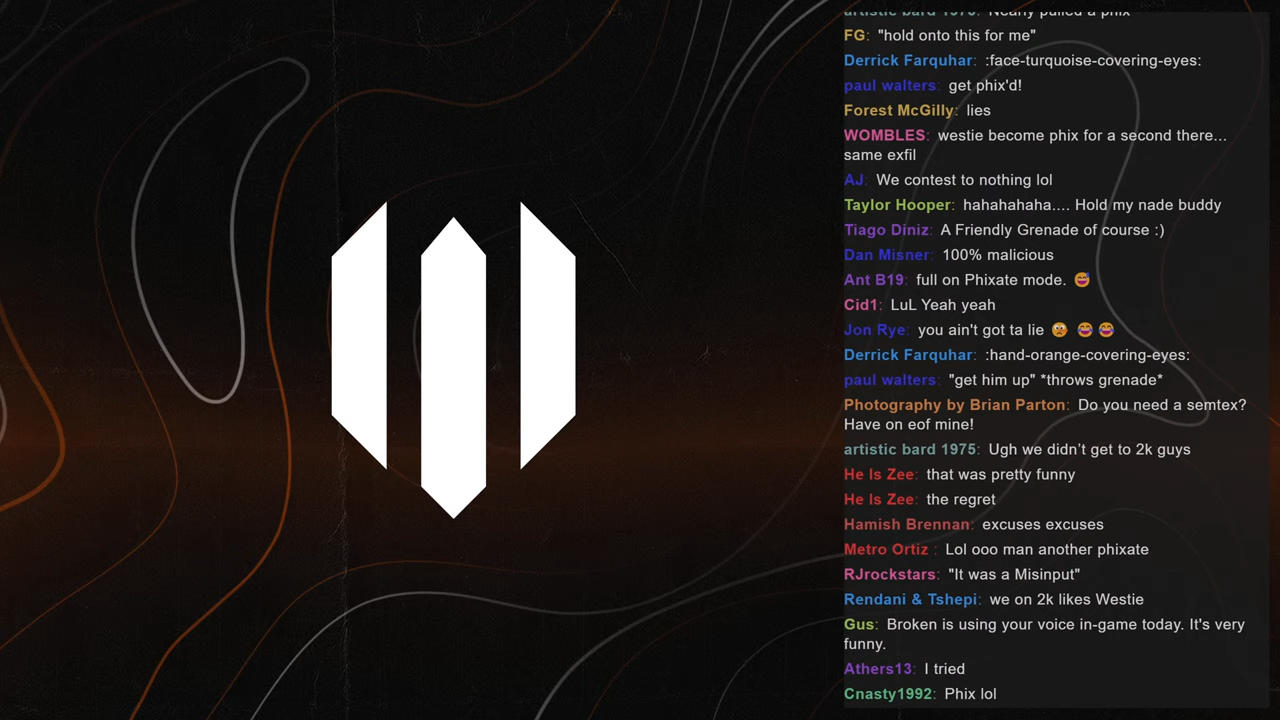 artistic bard 1975: Nearly pulled a phix
FG: "hold onto this for me"
Derrick Farquhar: :face-turquoise-covering-eyes:
paul walters: get phix'd!
Forest McGilly: lies
WOMBLES: westie become phix for a second there...
same exfil
AJ: We contest to nothing lol
Taylor Hooper: hahahahaha.... Hold my nade buddy
Tiago Diniz: A Friendly Grenade of course :)
Dan Misner: 100% malicious
Ant B19: full on Phixate mode. 😅
Cid1: LuL Yeah yeah
Jon Rye: you ain't got ta lie 🫢 😂 😂
Derrick Farquhar: :hand-orange-covering-eyes:
paul walters: "get him up" *throws grenade*
Photography by Brian Parton: Do you need a semtex?
Have on eof mine!
artistic bard 1975: Ugh we didn’t get to 2k guys
He Is Zee: that was pretty funny
He Is Zee: the regret
Hamish Brennan: excuses excuses
Metro Ortiz : Lol ooo man another phixate
RJrockstars: "It was a Misinput"
Rendani & Tshepi: we on 2k likes Westie
Gus: Broken is using your voice in-game today. It's very
funny.
Athers13: I tried
Cnasty1992: Phix lol